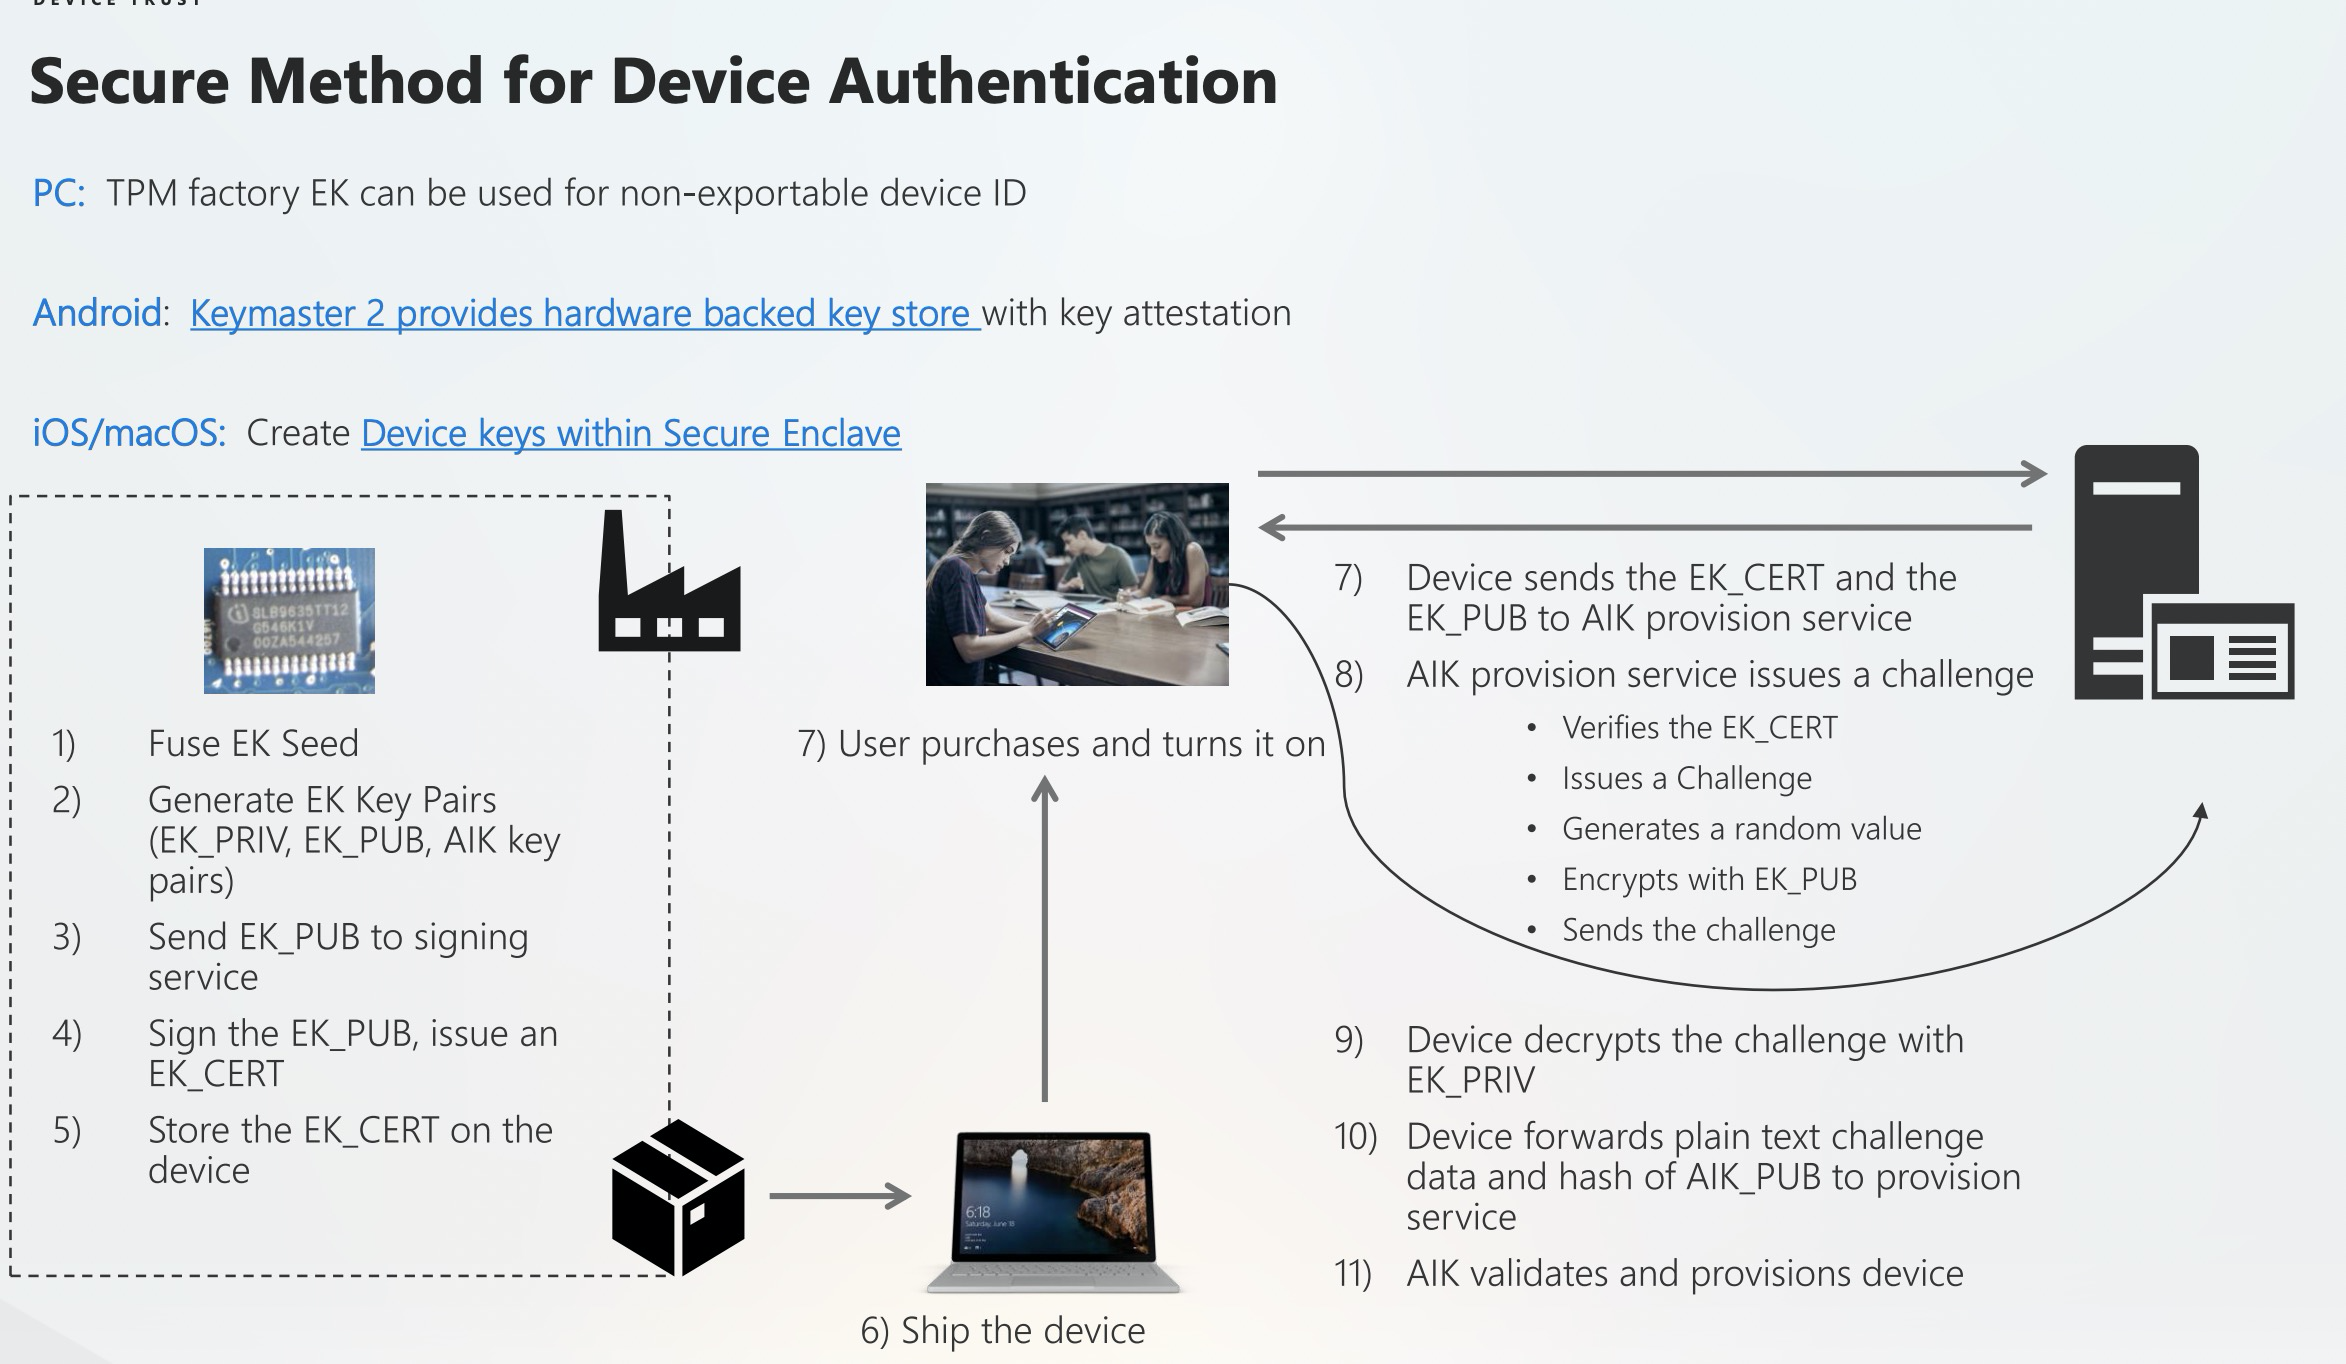 DEVICE TRUST
Secure Method for Device Authentication
PC: TPM factory EK can be used for non-exportable device ID
Android: Keymaster 2 provides hardware backed key store with key attestation
iOS/macOS: Create Device keys within Secure Enclave
SLB9635TT12
G546K1V
00ZA544257
1) Fuse EK Seed
2) Generate EK Key Pairs
(EK_PRIV, EK_PUB, AIK key
pairs)
3) Send EK_PUB to signing
service
4) Sign the EK_PUB, issue an
EK_CERT
5) Store the EK_CERT on the
device
6:18
Saturday, June 18
6) Ship the device
7) User purchases and turns it on
7) Device sends the EK_CERT and the
EK_PUB to AIK provision service
8) AIK provision service issues a challenge
• Verifies the EK_CERT
• Issues a Challenge
• Generates a random value
• Encrypts with EK_PUB
• Sends the challenge
9) Device decrypts the challenge with
EK_PRIV
10) Device forwards plain text challenge
data and hash of AIK_PUB to provision
service
11) AIK validates and provisions device